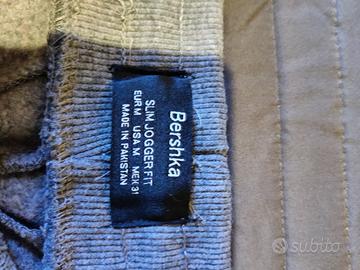 Bershka
SLIM JOGGER FIT
EUR M USA M MEX 31
MADE IN PAKISTAN
subito